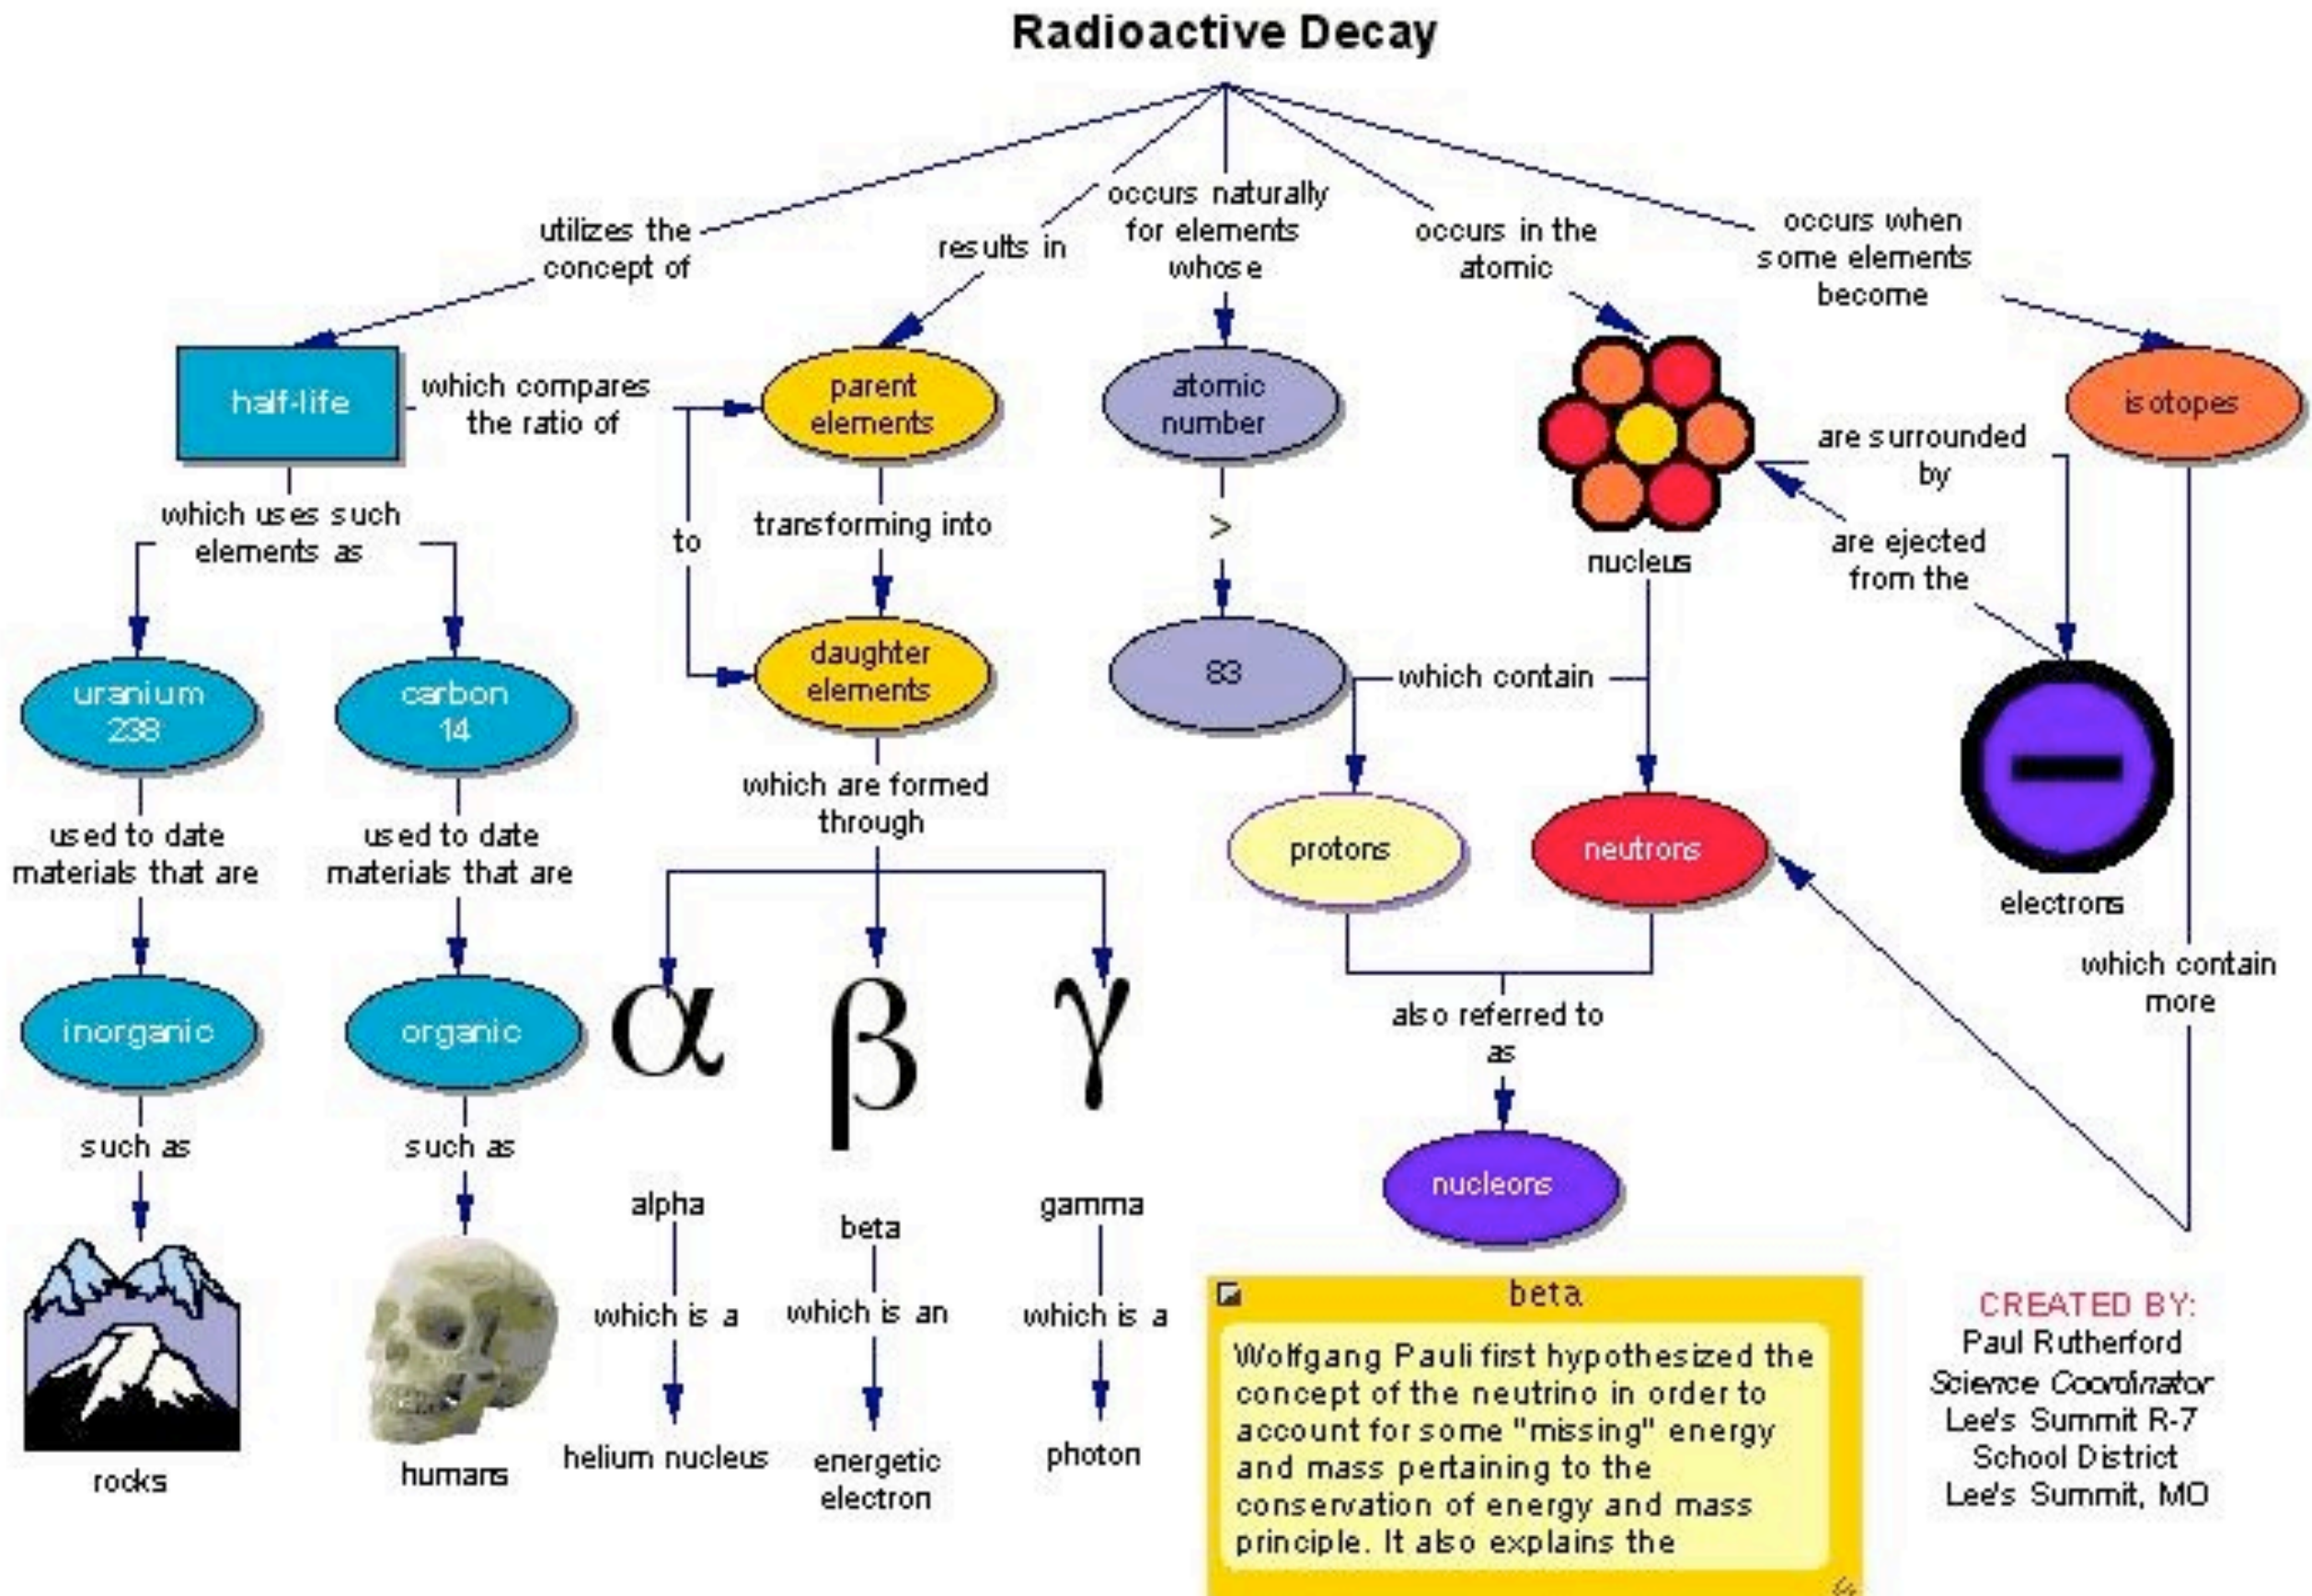 Radioactive Decay
utilizes the
concept of
results in
occurs naturally
for elements
whose
occurs in the
atomic
occurs when
some elements
become
half-life
which compares
the ratio of
parent
elements
atomic
number
isotopes
are surrounded
by
which uses such
elements as
to
transforming into
>
nucleus
are ejected
from the
uranium
238
carbon
14
daughter
elements
83
which contain
used to date
materials that are
used to date
materials that are
which are formed
through
protons
neutrons
electrons
which contain
more
inorganic
organic
α
β
γ
also referred to
as
such as
such as
nucleons
alpha
beta
gamma
which is a
which is an
which is a
rocks
humans
helium nucleus
energetic
electron
photon
beta
Wolfgang Pauli first hypothesized the
concept of the neutrino in order to
account for some "missing" energy
and mass pertaining to the
conservation of energy and mass
principle. It also explains the
CREATED BY:
Paul Rutherford
Science Coordinator
Lee's Summit R-7
School District
Lee's Summit, MO